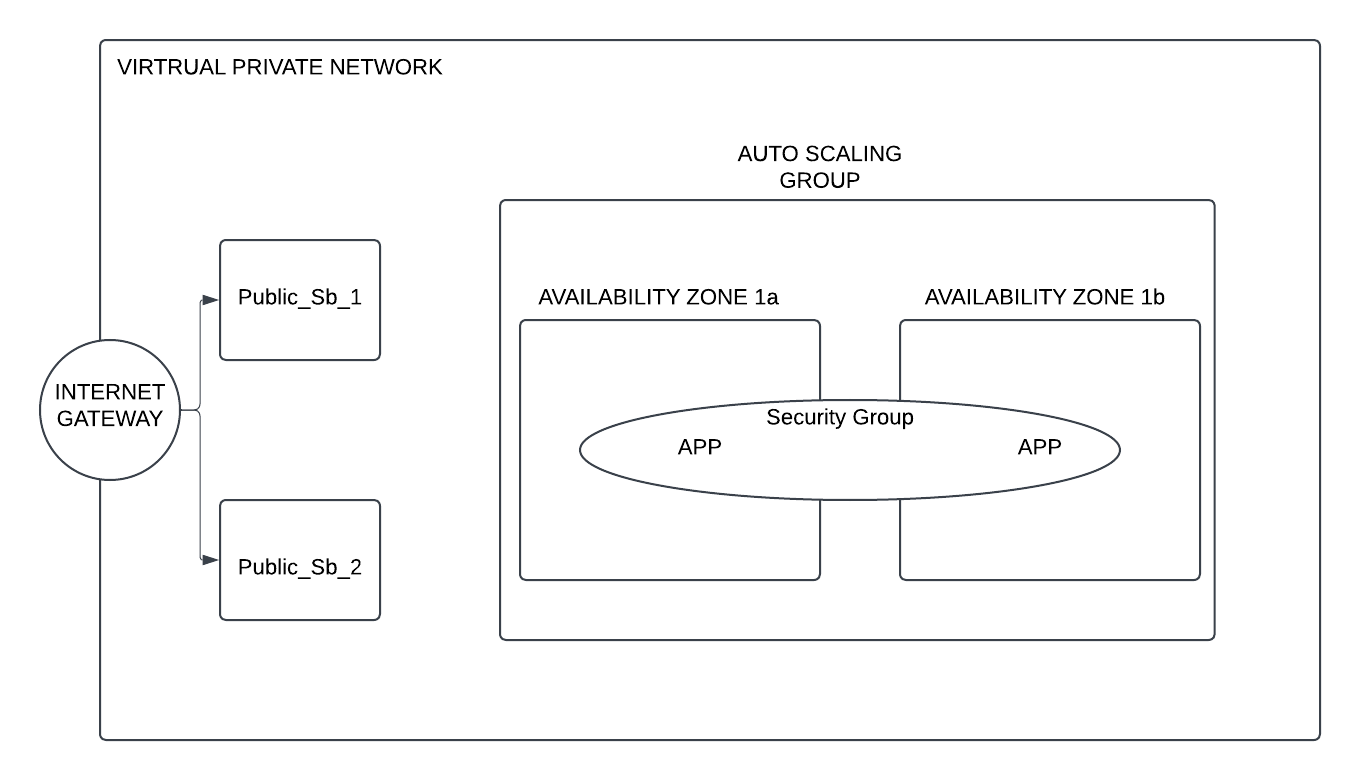 VIRTRUAL PRIVATE NETWORK
AUTO SCALING
GROUP
Public_Sb_1
AVAILABILITY ZONE 1a
AVAILABILITY ZONE 1b
INTERNET
GATEWAY
Security Group
APP
APP
Public_Sb_2